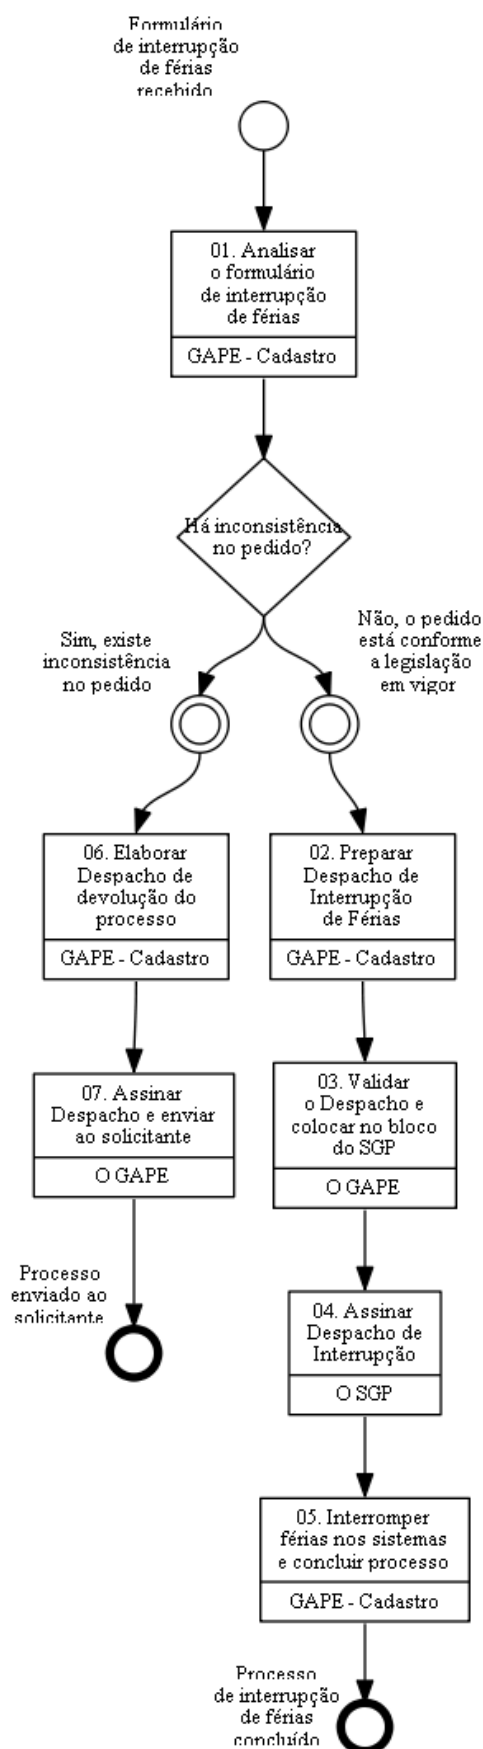 Formulário
de interrupção
de férias
recebido
01. Analisar
o formulário
de interrupção
de férias
GAPE - Cadastro
Há inconsistência
no pedido?
Sim, existe
inconsistência
no pedido
Não, o pedido
está conforme
a legislação
em vigor
06. Elaborar
Despacho de
devolução do
processo
GAPE - Cadastro
02. Preparar
Despacho de
Interrupção
de Férias
GAPE - Cadastro
07. Assinar
Despacho e enviar
ao solicitante
O GAPE
03. Validar
o Despacho e
colocar no bloco
do SGP
O GAPE
Processo
enviado ao
solicitante
04. Assinar
Despacho de
Interrupção
O SGP
05. Interromper
férias nos sistemas
e concluir processo
GAPE - Cadastro
Processo
de interrupção
de férias
concluído